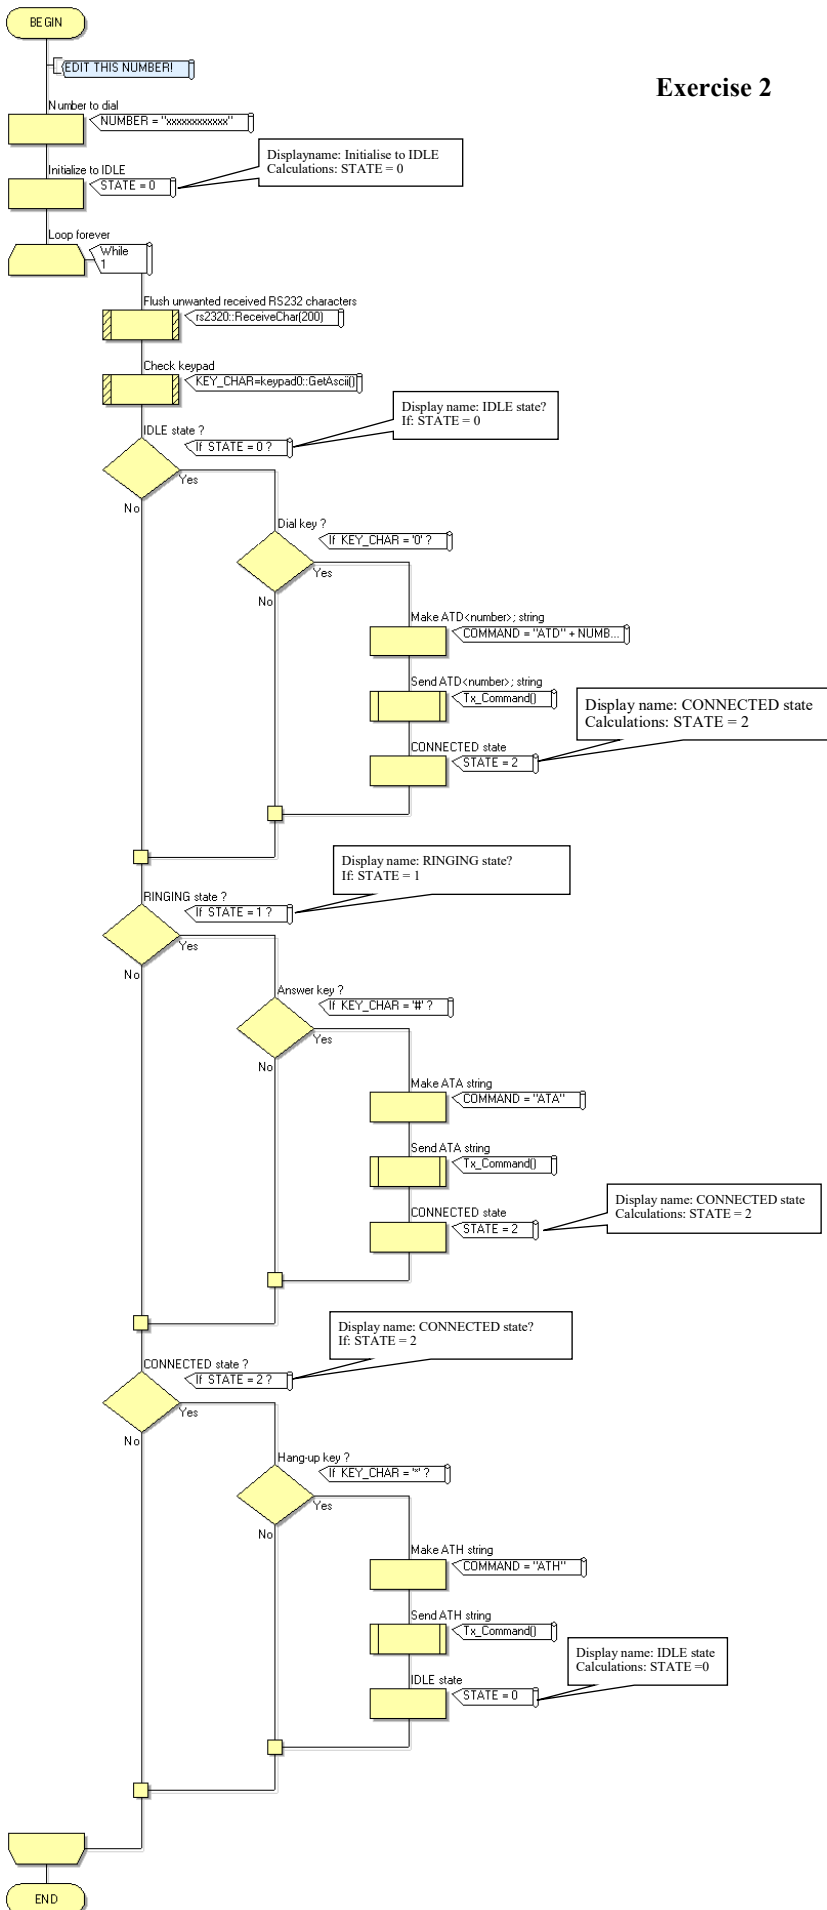 BEGIN
EDIT THIS NUMBER!
Exercise 2
Number to dial
NUMBER = "xxxxxxxxxxxx"
Displayname: Initialise to IDLE
Calculations: STATE = 0
Initialize to IDLE
STATE = 0
Loop forever
While
1
Flush unwanted received RS232 characters
rs2320::ReceiveChar(200)
Check keypad
KEY_CHAR=keypad0::GetAscii()
Display name: IDLE state?
If: STATE = 0
IDLE state ?
If STATE = 0 ?
Yes
No
Dial key ?
If KEY_CHAR = '0' ?
Yes
No
Make ATD<number>; string
COMMAND = "ATD" + NUMB...
Send ATD<number>; string
Tx_Command()
Display name: CONNECTED state
Calculations: STATE = 2
CONNECTED state
STATE = 2
Display name: RINGING state?
If: STATE = 1
RINGING state ?
If STATE = 1 ?
Yes
No
Answer key ?
If KEY_CHAR = '#' ?
Yes
No
Make ATA string
COMMAND = "ATA"
Send ATA string
Tx_Command()
Display name: CONNECTED state
Calculations: STATE = 2
CONNECTED state
STATE = 2
Display name: CONNECTED state?
If: STATE = 2
CONNECTED state ?
If STATE = 2 ?
Yes
No
Hang-up key ?
If KEY_CHAR = '*' ?
Yes
No
Make ATH string
COMMAND = "ATH"
Send ATH string
Tx_Command()
Display name: IDLE state
Calculations: STATE =0
IDLE state
STATE = 0
END